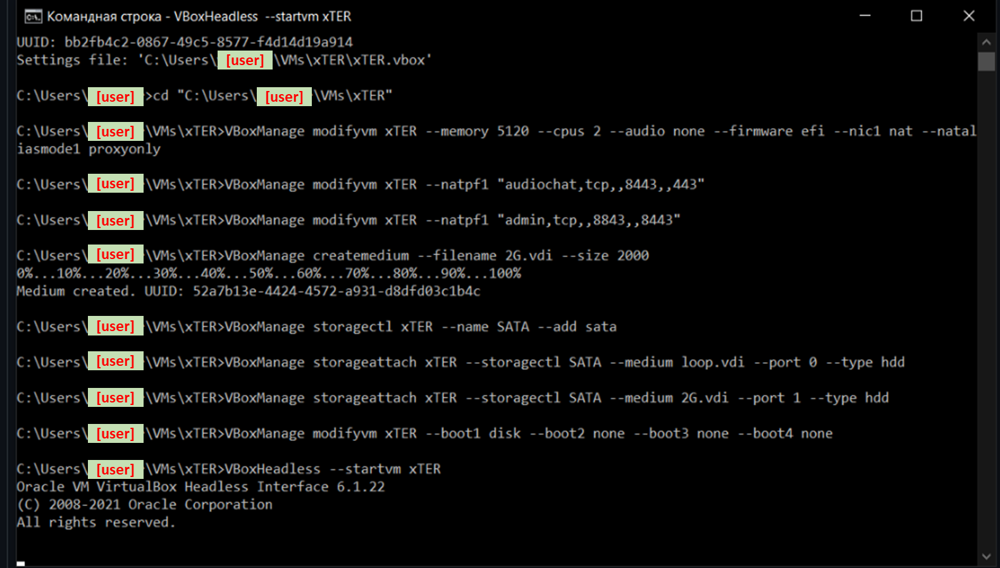 Командная строка - VBoxHeadless --startvm xTER
UUID: bb2fb4c2-0867-49c5-8577-f4d14d19a914
Settings file: 'C:\Users\[user]\VMs\xTER\xTER.vbox'
C:\Users\[user]>cd "C:\Users\[user]\VMs\xTER"
C:\Users\[user]\VMs\xTER>VBoxManage modifyvm xTER --memory 5120 --cpus 2 --audio none --firmware efi --nic1 nat --natal
iasmode1 proxyonly
C:\Users\[user]\VMs\xTER>VBoxManage modifyvm xTER --natpf1 "audiochat,tcp,,8443,,443"
C:\Users\[user]\VMs\xTER>VBoxManage modifyvm xTER --natpf1 "admin,tcp,,8843,,8443"
C:\Users\[user]\VMs\xTER>VBoxManage createmedium --filename 2G.vdi --size 2000
0%...10%...20%...30%...40%...50%...60%...70%...80%...90%...100%
Medium created. UUID: 52a7b13e-4424-4572-a931-d8dfd03c1b4c
C:\Users\[user]\VMs\xTER>VBoxManage storagectl xTER --name SATA --add sata
C:\Users\[user]\VMs\xTER>VBoxManage storageattach xTER --storagectl SATA --medium loop.vdi --port 0 --type hdd
C:\Users\[user]\VMs\xTER>VBoxManage storageattach xTER --storagectl SATA --medium 2G.vdi --port 1 --type hdd
C:\Users\[user]\VMs\xTER>VBoxManage modifyvm xTER --boot1 disk --boot2 none --boot3 none --boot4 none
C:\Users\[user]\VMs\xTER>VBoxHeadless --startvm xTER
Oracle VM VirtualBox Headless Interface 6.1.22
(C) 2008-2021 Oracle Corporation
All rights reserved.